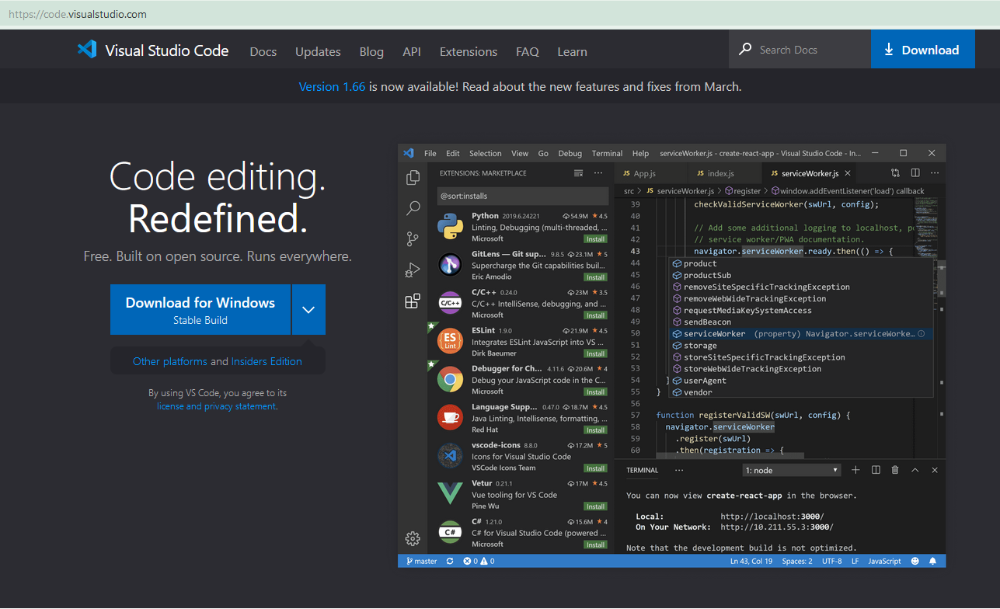 https://code.visualstudio.com
Visual Studio Code Docs Updates Blog API Extensions FAQ Learn Search Docs Download
Version 1.66 is now available! Read about the new features and fixes from March.
Code editing.
Redefined.
Free. Built on open source. Runs everywhere.
Download for Windows
Stable Build
Other platforms and Insiders Edition
By using VS Code, you agree to its
license and privacy statement.
File Edit Selection View Go Debug Terminal Help serviceWorker.js - create-react-app - Visual Studio Code - In...
EXTENSIONS: MARKETPLACE
@sort:installs
Python 2019.6.24221 54.9M 4.5
Linting, Debugging (multi-threaded, ...
Microsoft Install
GitLens — Git sup... 9.8.5 23.1M 5
Supercharge the Git capabilities buil...
Eric Amodio Install
C/C++ 0.24.0 23M 3.5
C/C++ IntelliSense, debugging, and ...
Microsoft Install
C/C++
ESLint 1.9.0 21.9M 4.5
Integrates ESLint JavaScript into VS ...
Dirk Baeumer Install
ES
Lint
Debugger for Ch... 4.11.6 20.6M 4
Debug your JavaScript code in the C...
Microsoft Install
Language Supp... 0.47.0 18.7M 4.5
Java Linting, Intellisense, formatting, ...
Red Hat Install
vscode-icons 8.8.0 17.2M 5
Icons for Visual Studio Code
VSCode Icons Team Install
Vetur 0.21.1 17M 4.5
Vue tooling for VS Code
Pine Wu Install
C# 1.21.0 15.6M 4
C# for Visual Studio Code (powered ...
Microsoft Install
C#
JS App.js JS index.js JS serviceWorker.js
src > JS serviceWorker.js > register > window.addEventListener('load') callback
39 checkValidServiceWorker(swUrl, config);
40
41 // Add some additional logging to localhost, p
42 // service worker/PWA documentation.
43 navigator.serviceWorker.ready.then(() => {
44 product
45 productSub
46 removeSiteSpecificTrackingException
47 removeWebWideTrackingException
48 requestMediaKeySystemAccess
49 sendBeacon
50 serviceWorker (property) Navigator.serviceWorke...
51 storage
52 storeSiteSpecificTrackingException
53 storeWebWideTrackingException
54 } userAgent
55 } vendor
56
57 function registerValidSW(swUrl, config) {
58 navigator.serviceWorker
59 .register(swUrl)
60 .then(registration => {
TERMINAL ... 1: node
You can now view create-react-app in the browser.
Local: http://localhost:3000/
On Your Network: http://10.211.55.3:3000/
Note that the development build is not optimized.
master 0 0 Ln 43, Col 19 Spaces: 2 UTF-8 LF JavaScript